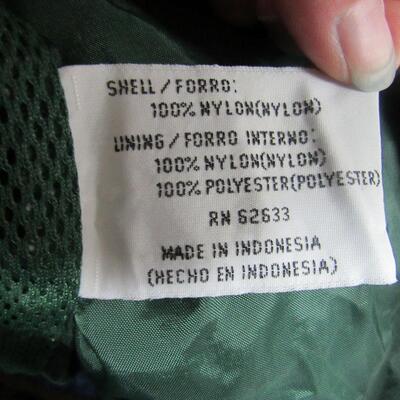 SHELL/FORRO:
100% NYLON(NYLON)
LINING/FORRO INTERNO:
100% NYLON(NYLON)
100% POLYESTER(POLYESTER)
RN 62633
MADE IN INDONESIA
(HECHO EN INDONESIA)